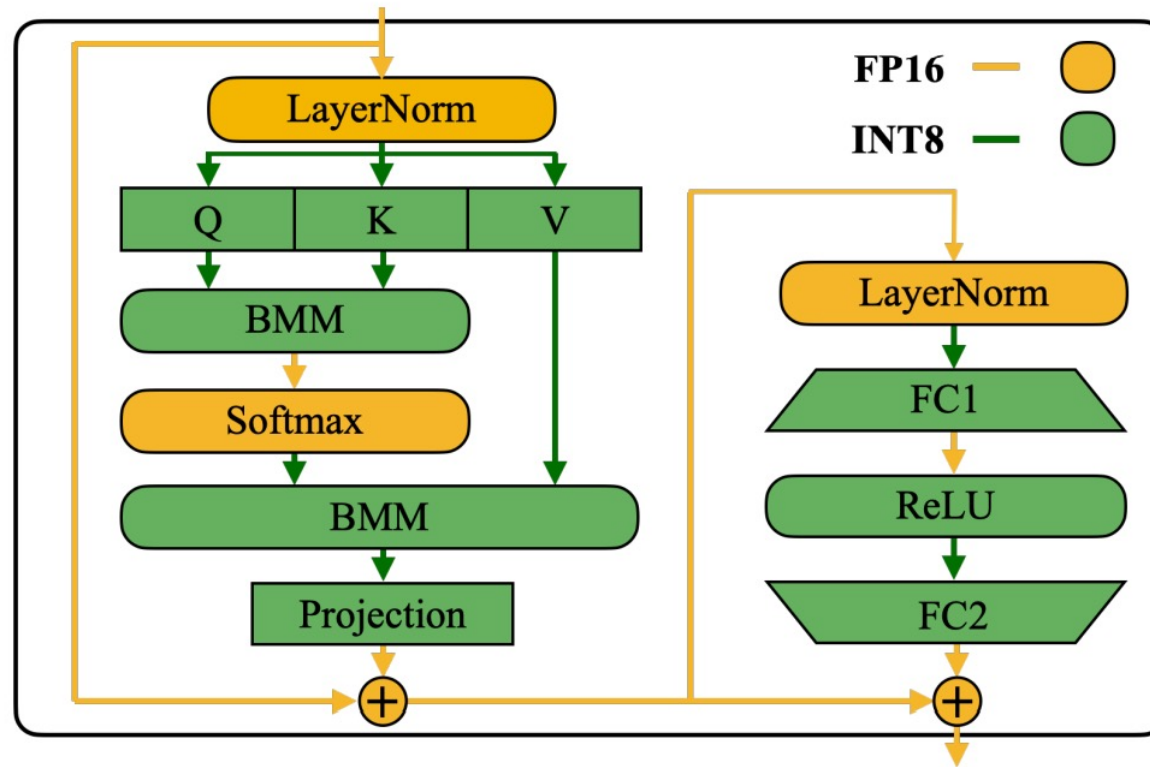 FP16
INT8
LayerNorm
Q K V
BMM
Softmax
BMM
Projection
+
LayerNorm
FC1
ReLU
FC2
+